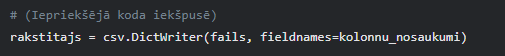 # (Iepriekšējā koda iekšpusē)
rakstitajs = csv.DictWriter(fails, fieldnames=kolonnu_nosaukumi)